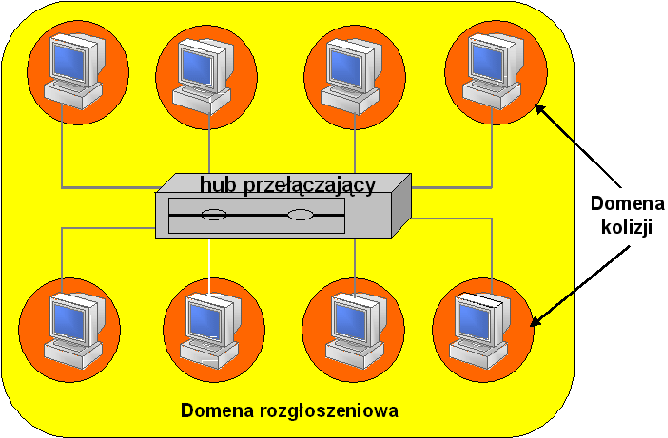 hub przełączający
Domena
kolizji
Domena rozgloszeniowa